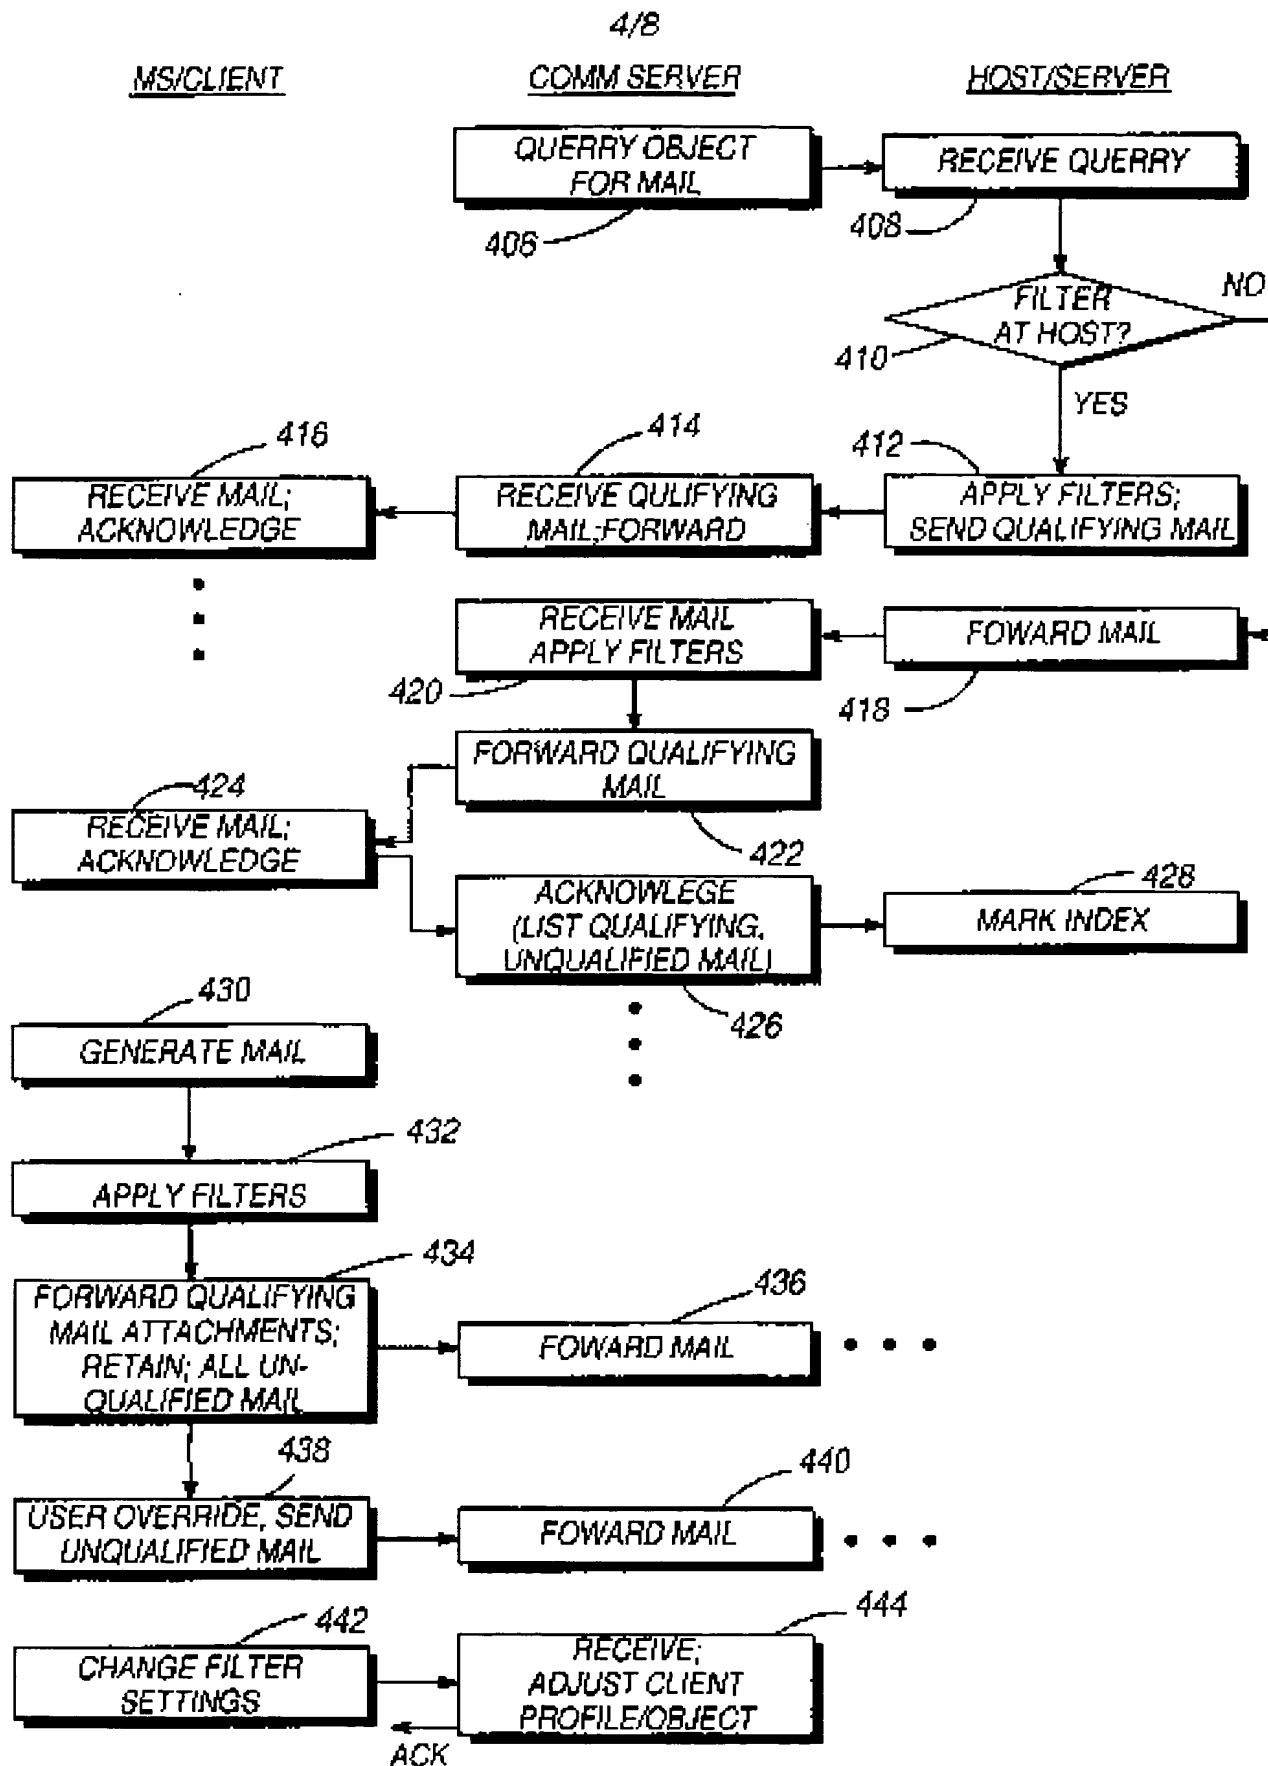 4/8
MS/CLIENT
COMM SERVER
HOST/SERVER
QUERRY OBJECT
FOR MAIL
RECEIVE QUERRY
406
408
FILTER
AT HOST?
NO
410
YES
416
414
412
RECEIVE MAIL;
ACKNOWLEDGE
RECEIVE QULIFYING
MAIL;FORWARD
APPLY FILTERS;
SEND QUALIFYING MAIL
RECEIVE MAIL
APPLY FILTERS
FOWARD MAIL
420
418
FORWARD QUALIFYING
MAIL
424
RECEIVE MAIL;
ACKNOWLEDGE
422
ACKNOWLEGE
(LIST QUALIFYING,
UNQUALIFIED MAIL)
428
MARK INDEX
426
430
GENERATE MAIL
432
APPLY FILTERS
434
FORWARD QUALIFYING
MAIL ATTACHMENTS;
RETAIN; ALL UN-
QUALIFIED MAIL
436
FOWARD MAIL
438
USER OVERRIDE, SEND
UNQUALIFIED MAIL
440
FOWARD MAIL
442
CHANGE FILTER
SETTINGS
444
RECEIVE;
ADJUST CLIENT
PROFILE/OBJECT
ACK